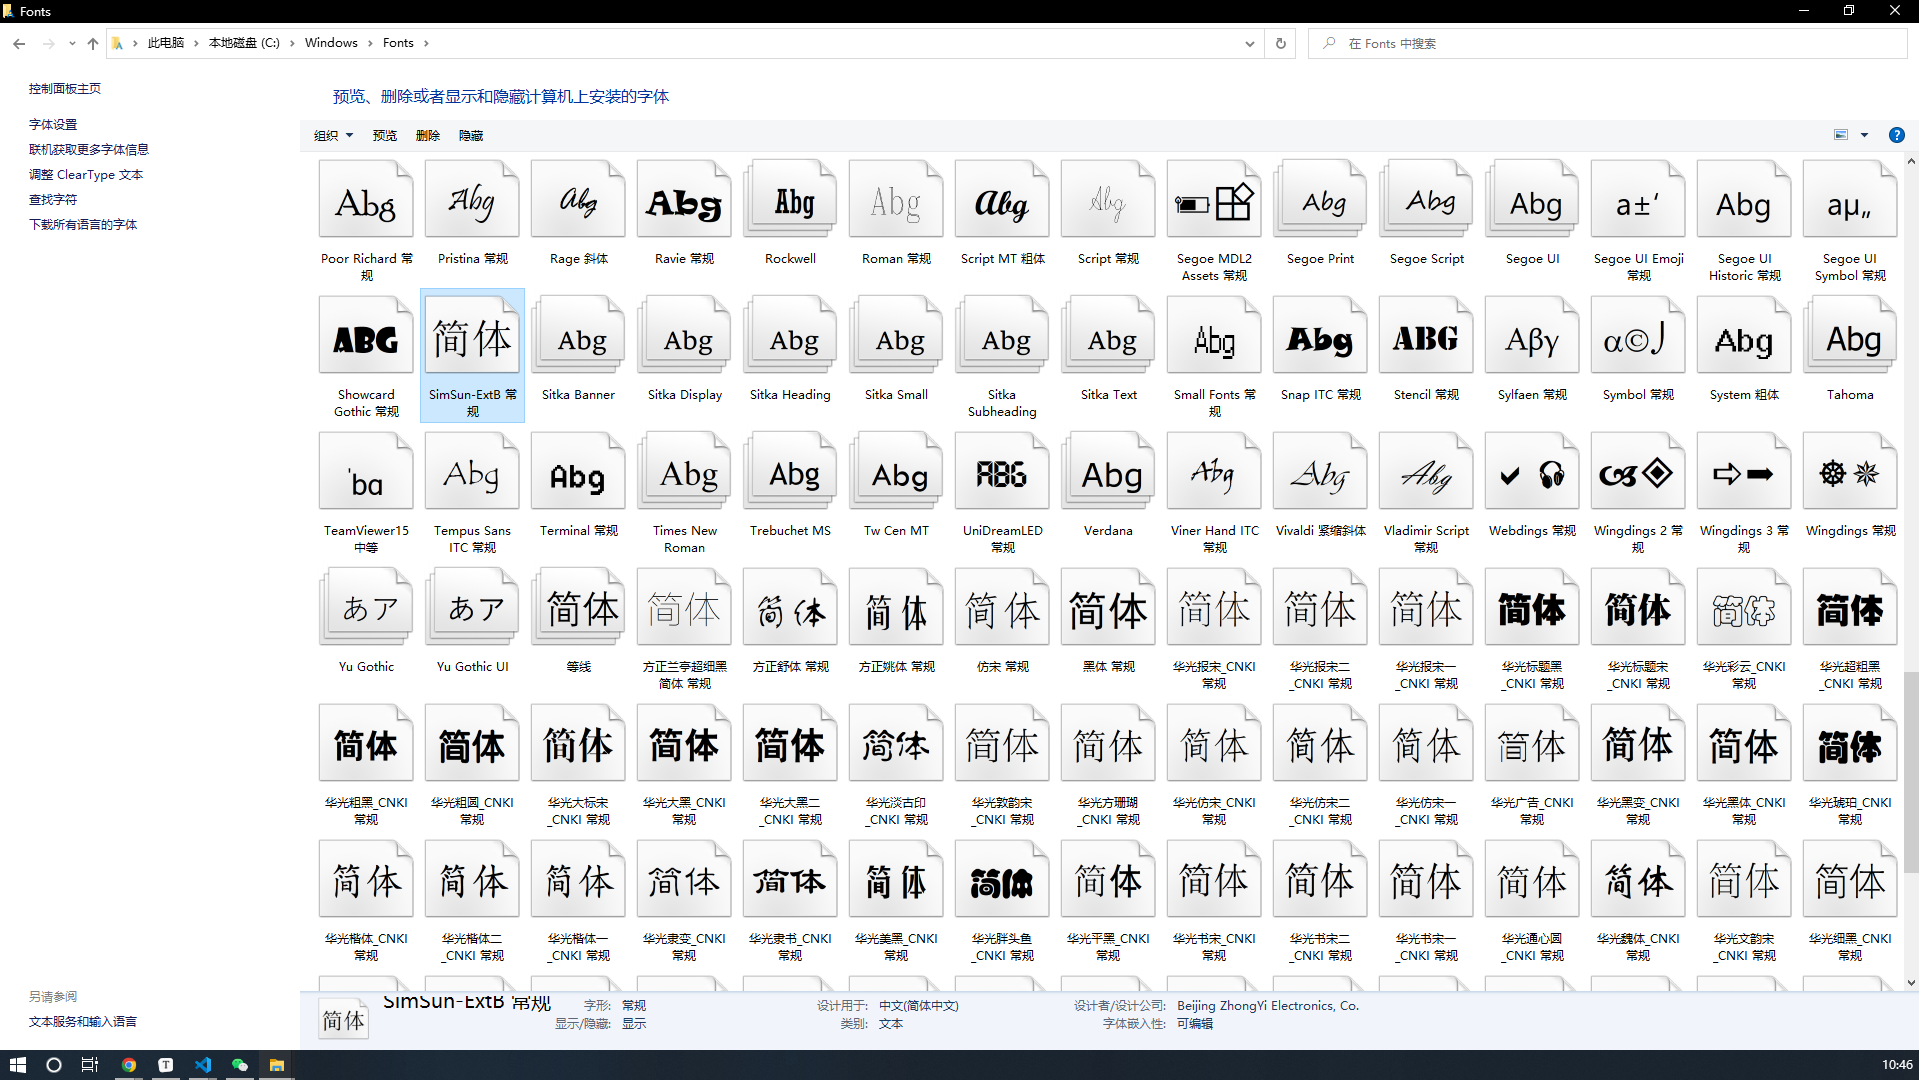 Fonts
此电脑 本地磁盘 (C:) Windows Fonts
在 Fonts 中搜索
控制面板主页
字体设置
联机获取更多字体信息
调整 ClearType 文本
查找字符
下载所有语言的字体
预览、删除或者显示和隐藏计算机上安装的字体
组织 预览 删除 隐藏
Abg Abg Abg Abg Abg Abg Abg Abg Abg Abg Abg a±‘ Abg aµ„
Poor Richard 常规 Pristina 常规 Rage 斜体 Ravie 常规 Rockwell Roman 常规 Script MT 粗体 Script 常规 Segoe MDL2 Assets 常规 Segoe Print Segoe Script Segoe UI Segoe UI Emoji 常规 Segoe UI Historic 常规 Segoe UI Symbol 常规
ABG 简体 Abg Abg Abg Abg Abg Abg Abg Abg ABG Aβγ α©J Abg Abg
Showcard Gothic 常规 SimSun-ExtB 常规 Sitka Banner Sitka Display Sitka Heading Sitka Small Sitka Subheading Sitka Text Small Fonts 常规 Snap ITC 常规 Stencil 常规 Sylfaen 常规 Symbol 常规 System 粗体 Tahoma
'ba Abg Abg Abg Abg Abg ABG Abg Abg Abg Abg
TeamViewer15 中等 Tempus Sans ITC 常规 Terminal 常规 Times New Roman Trebuchet MS Tw Cen MT UniDreamLED 常规 Verdana Viner Hand ITC 常规 Vivaldi 紧缩斜体 Vladimir Script 常规 Webdings 常规 Wingdings 2 常规 Wingdings 3 常规 Wingdings 常规
あア あア 简体 简体 简体 简体 简体 简体 简体 简体 简体 简体 简体 简体 简体
Yu Gothic Yu Gothic UI 等线 方正兰亭超细黑简体 常规 方正舒体 常规 方正姚体 常规 仿宋 常规 黑体 常规 华光报宋_CNKI 常规 华光报宋二_CNKI 常规 华光报宋一_CNKI 常规 华光标题黑_CNKI 常规 华光标题宋_CNKI 常规 华光彩云_CNKI 常规 华光超粗黑_CNKI 常规
简体 简体 简体 简体 简体 简体 简体 简体 简体 简体 简体 简体 简体 简体 简体
华光粗黑_CNKI 常规 华光粗圆_CNKI 常规 华光大标宋_CNKI 常规 华光大黑_CNKI 常规 华光大黑二_CNKI 常规 华光淡古印_CNKI 常规 华光敦韵宋_CNKI 常规 华光方珊瑚_CNKI 常规 华光仿宋_CNKI 常规 华光仿宋二_CNKI 常规 华光仿宋一_CNKI 常规 华光广告_CNKI 常规 华光黑变_CNKI 常规 华光黑体_CNKI 常规 华光琥珀_CNKI 常规
简体 简体 简体 简体 简体 简体 简体 简体 简体 简体 简体 简体 简体 简体 简体
华光楷体_CNKI 常规 华光楷体二_CNKI 常规 华光楷体一_CNKI 常规 华光隶变_CNKI 常规 华光隶书_CNKI 常规 华光美黑_CNKI 常规 华光胖头鱼_CNKI 常规 华光平黑_CNKI 常规 华光书宋_CNKI 常规 华光书宋二_CNKI 常规 华光书宋一_CNKI 常规 华光通心圆_CNKI 常规 华光魏体_CNKI 常规 华光文韵宋_CNKI 常规 华光细黑_CNKI 常规
另请参阅
文本服务和输入语言
简体
SimSun-ExtB 常规 字形: 常规 设计用于: 中文(简体中文) 设计者/设计公司: Beijing ZhongYi Electronics, Co.
显示/隐藏: 显示 类别: 文本 字体嵌入性: 可编辑
T
10:46